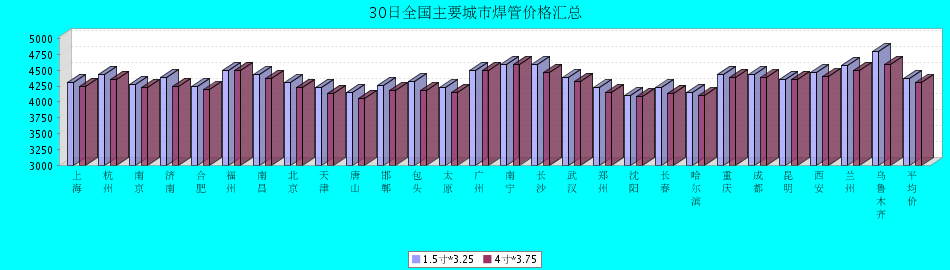 30日全国主要城市焊管价格汇总
5000
4750
4500
4250
4000
3750
3500
3250
3000
上海
杭州
南京
济南
合肥
福州
南昌
北京
天津
唐山
邯郸
包头
太原
广州
南宁
长沙
武汉
郑州
沈阳
长春
哈尔滨
重庆
成都
昆明
西安
兰州
乌鲁木齐
平均价
1.5寸*3.25
4寸*3.75